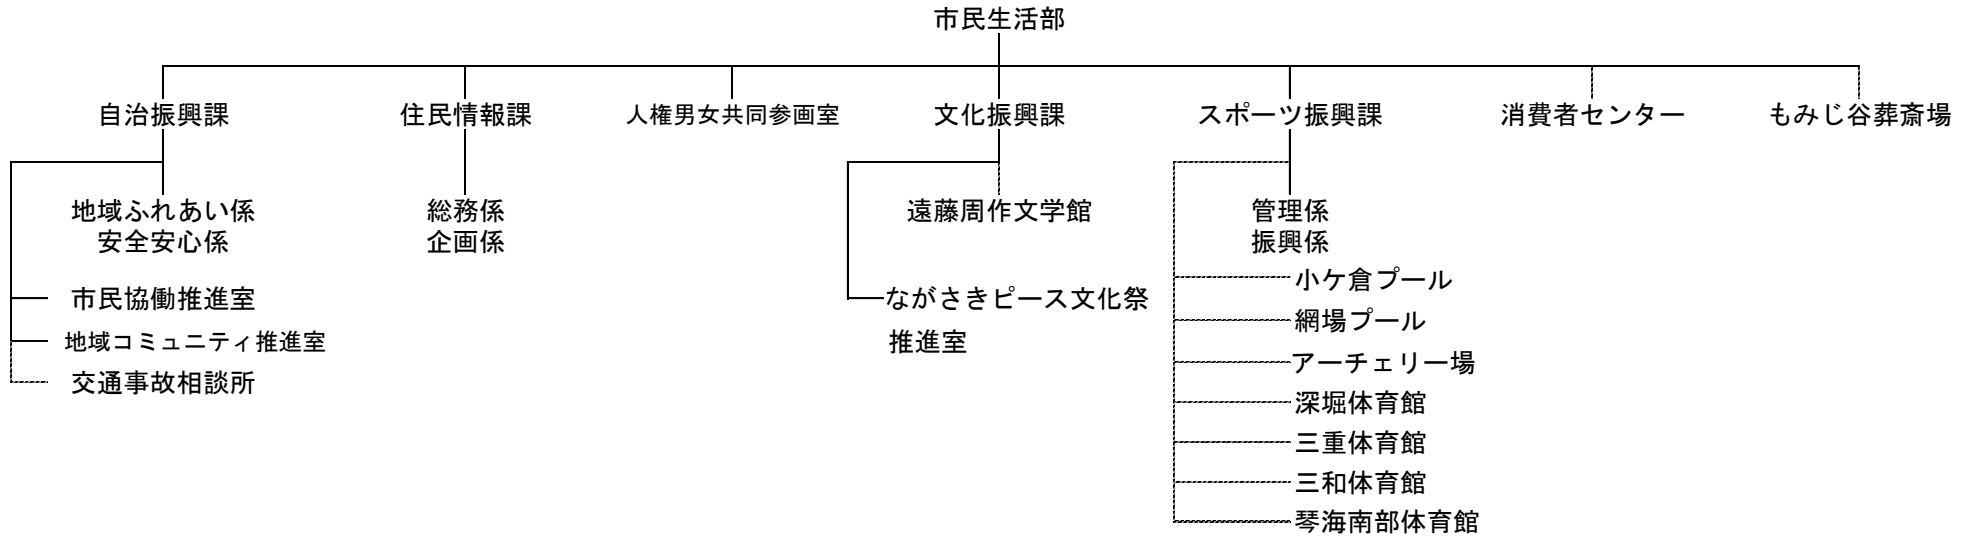 市民生活部
自治振興課
住民情報課
人権男女共同参画室
文化振興課
スポーツ振興課
消費者センター
もみじ谷葬斎場
地域ふれあい係
安全安心係
市民協働推進室
地域コミュニティ推進室
交通事故相談所
総務係
企画係
遠藤周作文学館
ながさきピース文化祭
推進室
管理係
振興係
小ケ倉プール
網場プール
アーチェリー場
深堀体育館
三重体育館
三和体育館
琴海南部体育館